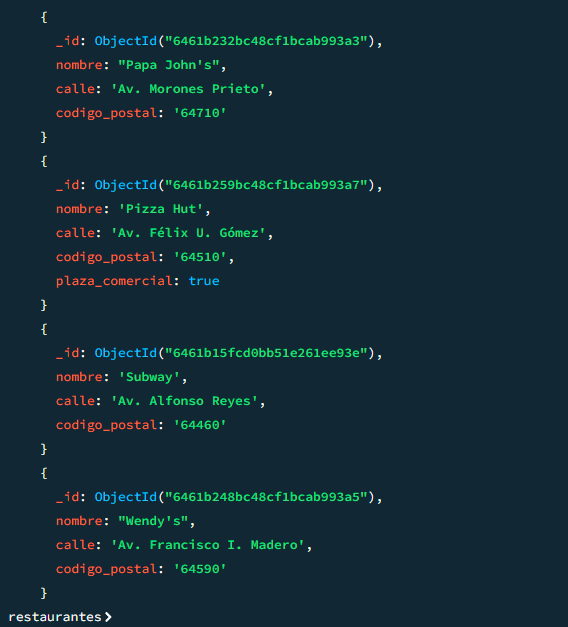 {
_id: ObjectId("6461b232bc48cf1bcab993a3"),
nombre: "Papa John's",
calle: 'Av. Morones Prieto',
codigo_postal: '64710'
}
{
_id: ObjectId("6461b259bc48cf1bcab993a7"),
nombre: 'Pizza Hut',
calle: 'Av. Félix U. Gómez',
codigo_postal: '64510',
plaza_comercial: true
}
{
_id: ObjectId("6461b15fcd0bb51e261ee93e"),
nombre: 'Subway',
calle: 'Av. Alfonso Reyes',
codigo_postal: '64460'
}
{
_id: ObjectId("6461b248bc48cf1bcab993a5"),
nombre: "Wendy's",
calle: 'Av. Francisco I. Madero',
codigo_postal: '64590'
}
restaurantes>